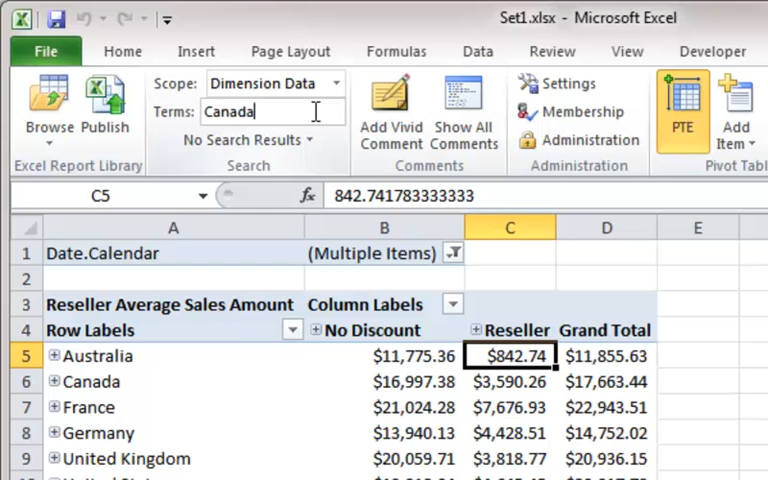 Set1.xlsx - Microsoft Excel
File Home Insert Page Layout Formulas Data Review View Developer
Scope: Dimension Data
Terms: Canada
No Search Results
Browse Publish
Add Vivid Comment
Show All Comments
Settings
Membership
Administration
PTE
Add Item
Excel Report Library Search Comments Administration
C5 fx 842.741783333333
A B C D E
1 Date.Calendar (Multiple Items)
2
3 Reseller Average Sales Amount Column Labels
4 Row Labels No Discount Reseller Grand Total
5 Australia $11,775.36 $842.74 $11,855.63
6 Canada $16,997.38 $3,590.26 $17,663.44
7 France $21,024.28 $7,676.93 $22,943.51
8 Germany $13,940.13 $4,428.51 $14,752.02
9 United Kingdom $20,059.71 $3,818.77 $20,936.15